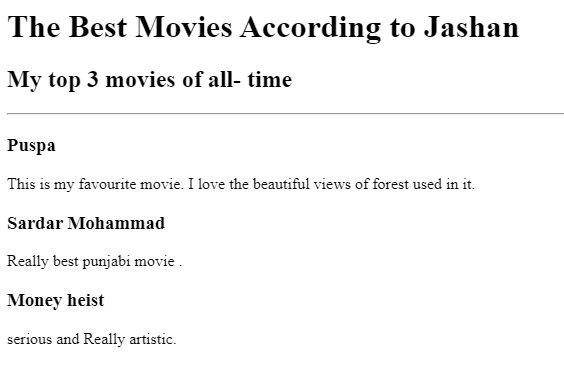 The Best Movies According to Jashan
My top 3 movies of all- time
Puspa
This is my favourite movie. I love the beautiful views of forest used in it.
Sardar Mohammad
Really best punjabi movie .
Money heist
serious and Really artistic.